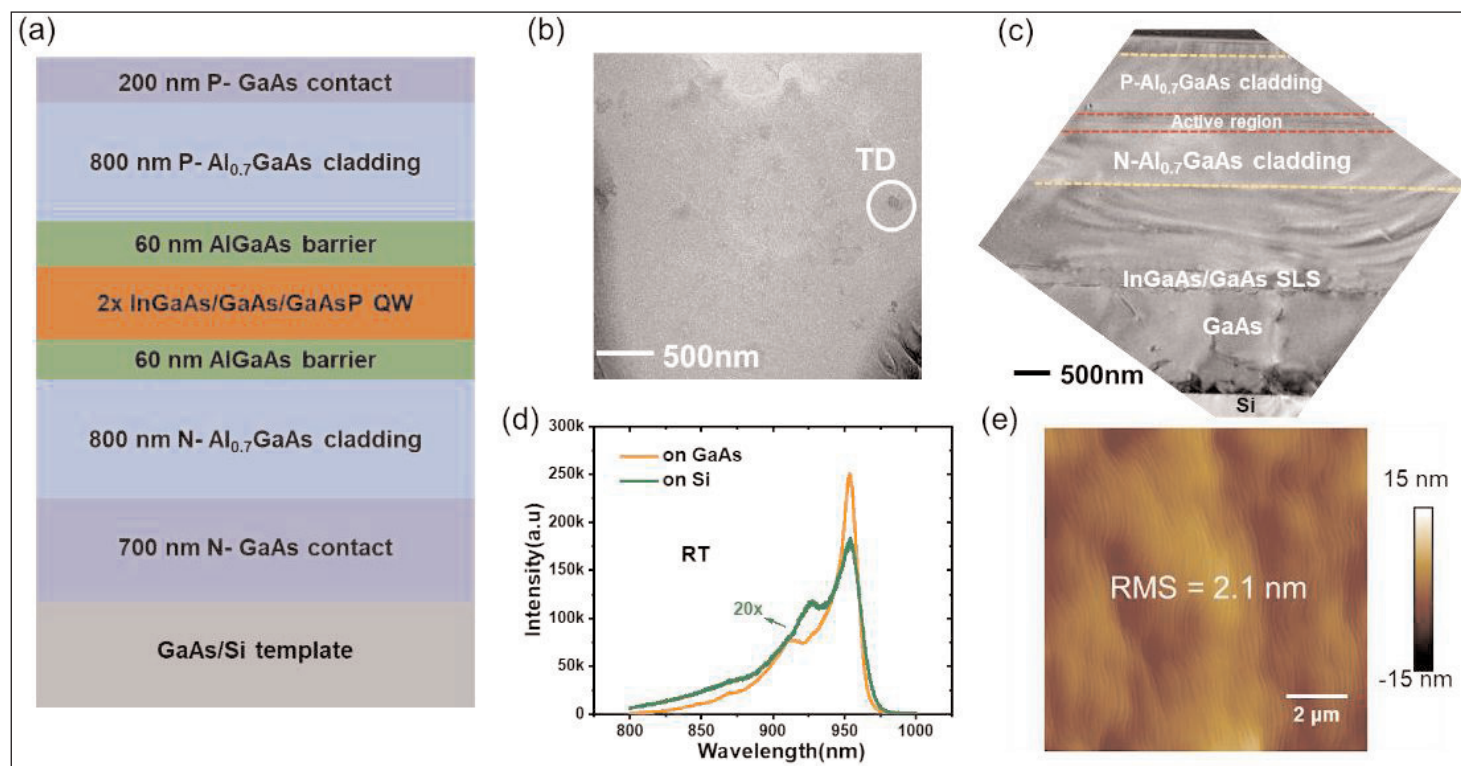 (a)
200 nm P- GaAs contact
800 nm P- Al₀.₇GaAs cladding
60 nm AlGaAs barrier
2x InGaAs/GaAs/GaAsP QW
60 nm AlGaAs barrier
800 nm N- Al₀.₇GaAs cladding
700 nm N- GaAs contact
GaAs/Si template
(b)
TD
500nm
(c)
P-Al₀.₇GaAs cladding
Active region
N-Al₀.₇GaAs cladding
InGaAs/GaAs SLS
GaAs
500nm
Si
(d)
300k
250k
200k
150k
100k
50k
0
Intensity(a.u)
on GaAs
on Si
RT
20x
800
850
900
950
1000
Wavelength(nm)
(e)
RMS = 2.1 nm
2 µm
15 nm
-15 nm